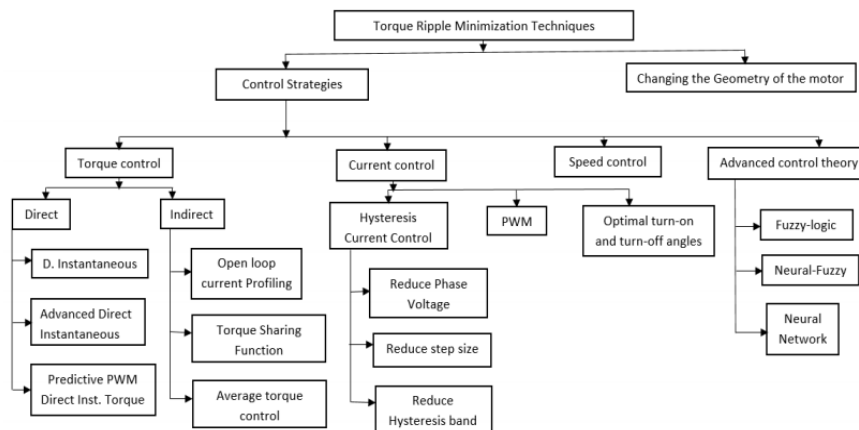 Torque Ripple Minimization Techniques
Control Strategies
Changing the Geometry of the motor
Torque control
Current control
Speed control
Advanced control theory
Direct
Indirect
Hysteresis
Current Control
PWM
Optimal turn-on
and turn-off angles
Fuzzy-logic
D. Instantaneous
Open loop
current Profiling
Reduce Phase
Voltage
Neural-Fuzzy
Advanced Direct
Instantaneous
Torque Sharing
Function
Reduce step size
Neural
Network
Predictive PWM
Direct Inst. Torque
Average torque
control
Reduce
Hysteresis band